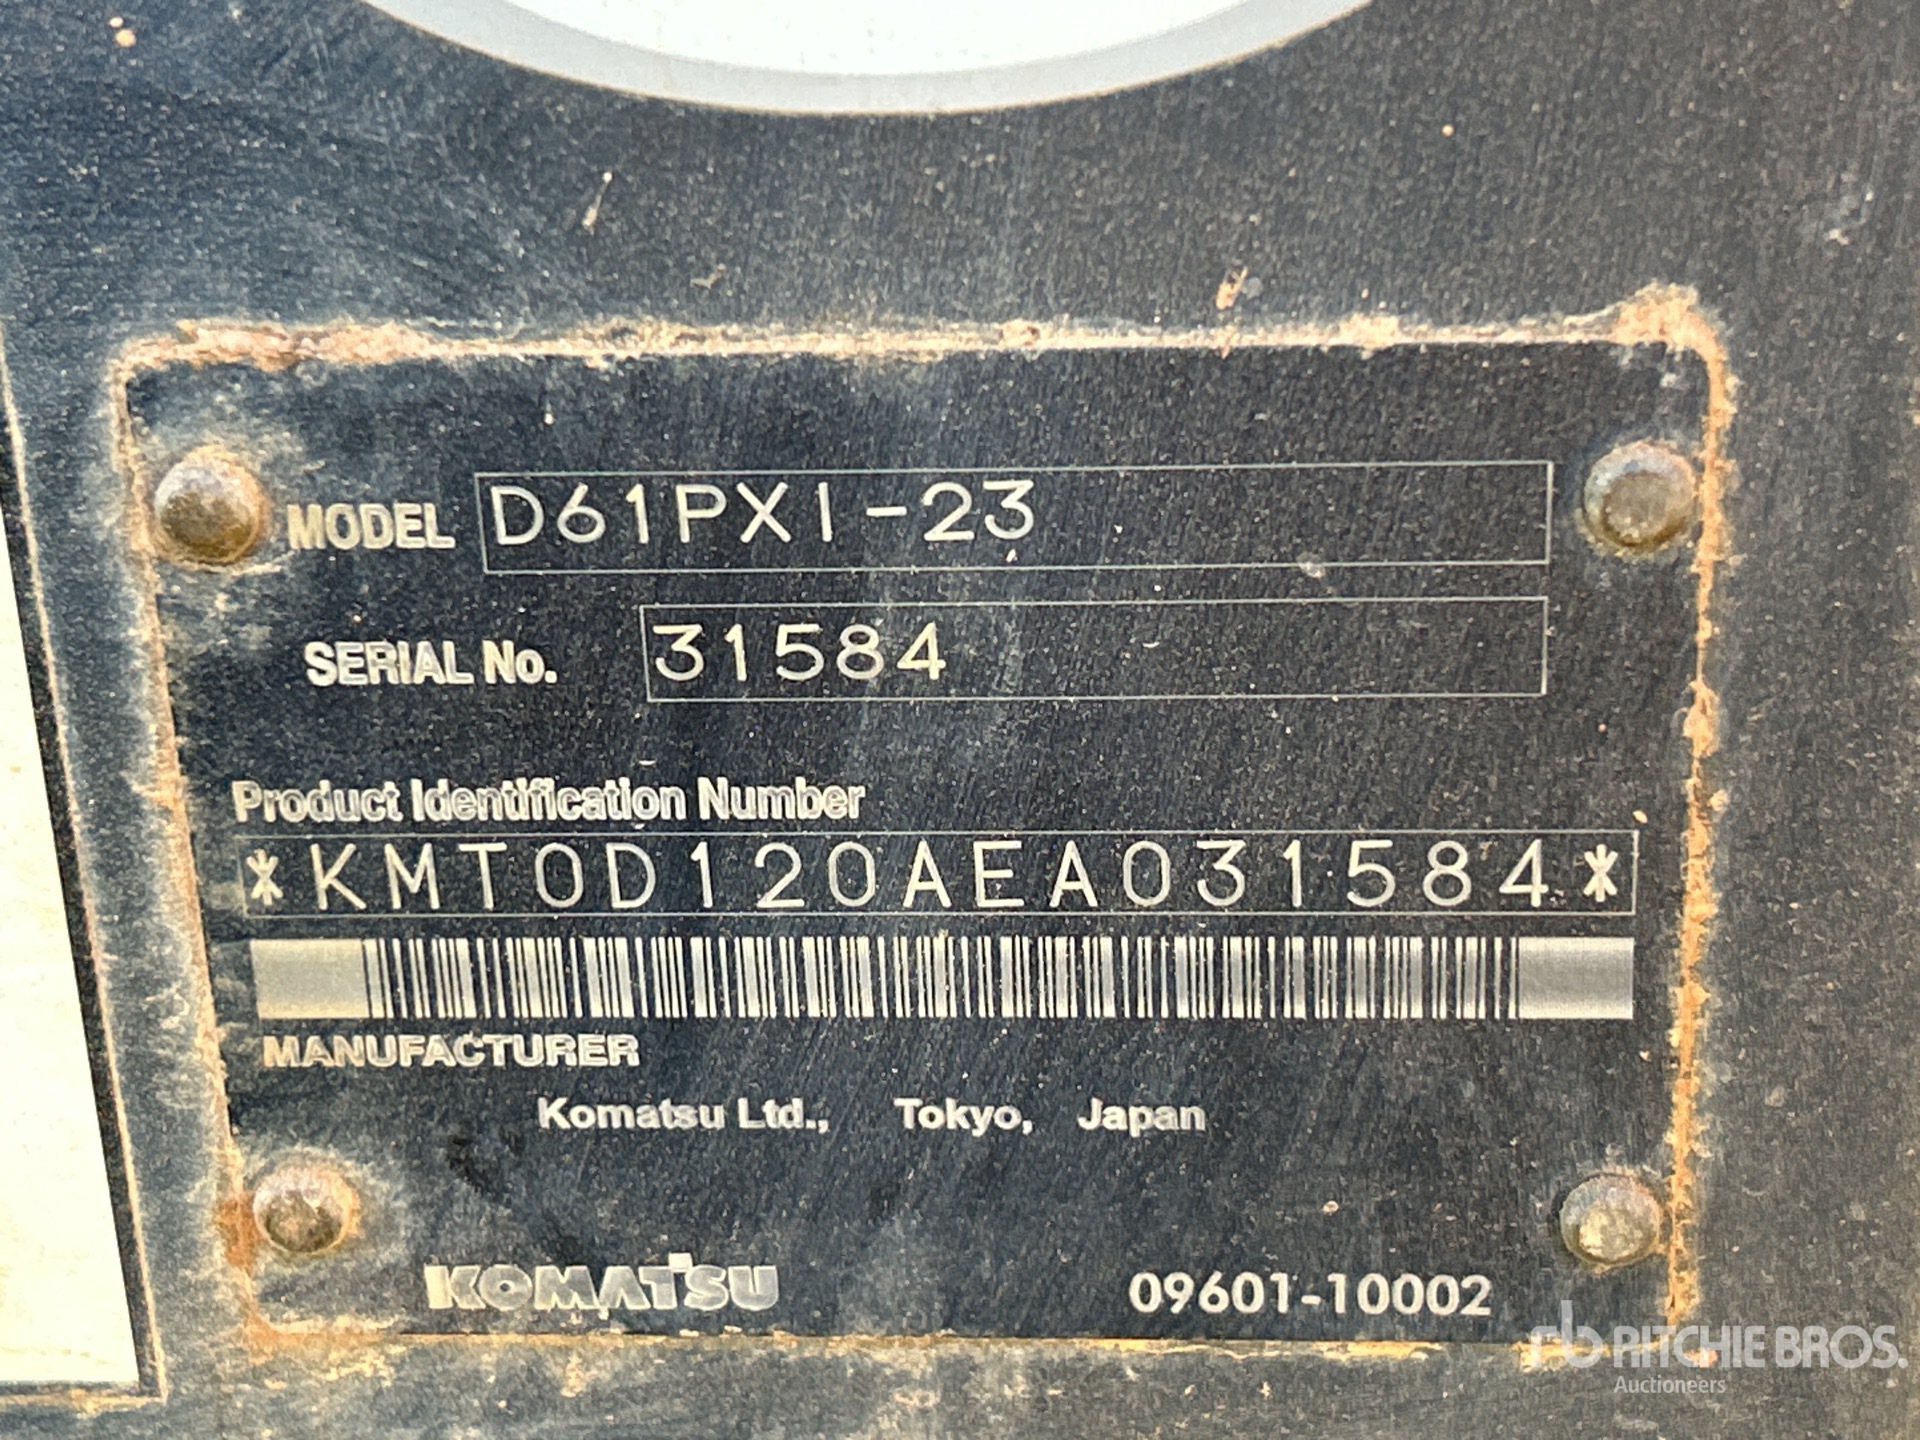 MODEL D61PXI-23
SERIAL No. 31584
Product Identification Number
*KMT0D120AEA031584*
MANUFACTURER
Komatsu Ltd., Tokyo, Japan
KOMATSU 09601-10002
rb RITCHIE BROS.
Auctioneers